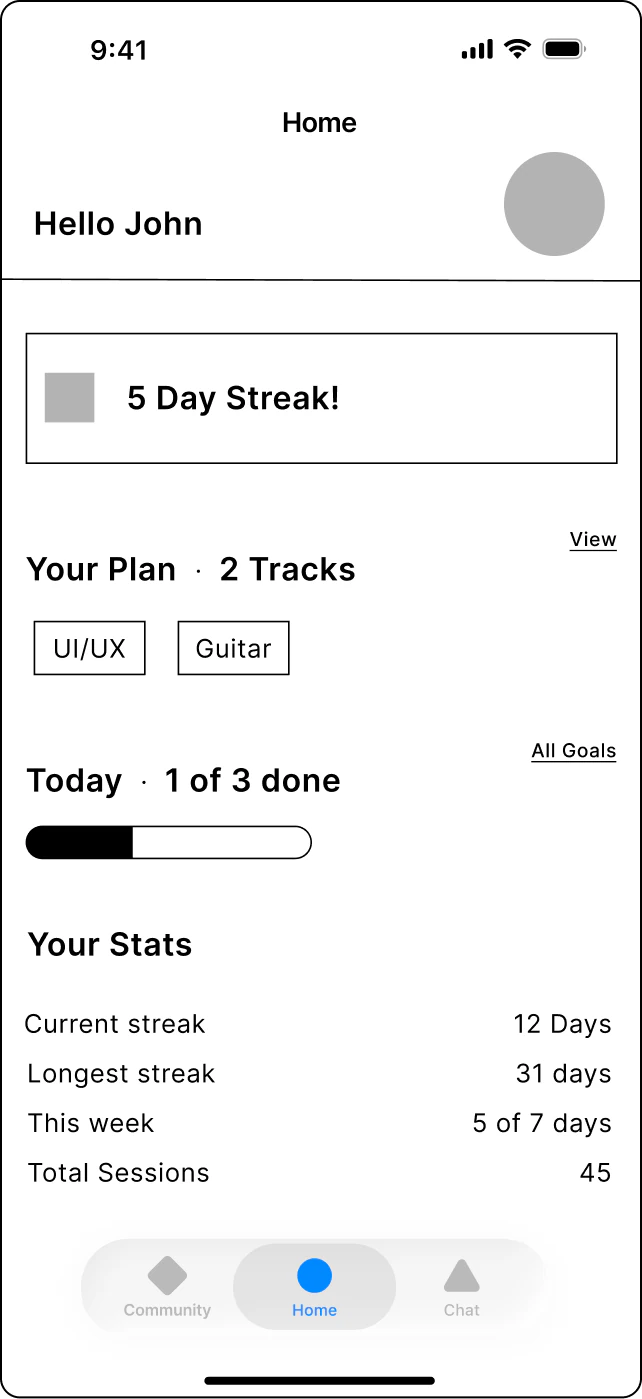 9:41
Home
Hello John
5 Day Streak!
View
Your Plan · 2 Tracks
UI/UX
Guitar
All Goals
Today · 1 of 3 done
Your Stats
Current streak 12 Days
Longest streak 31 days
This week 5 of 7 days
Total Sessions 45
Community Home Chat